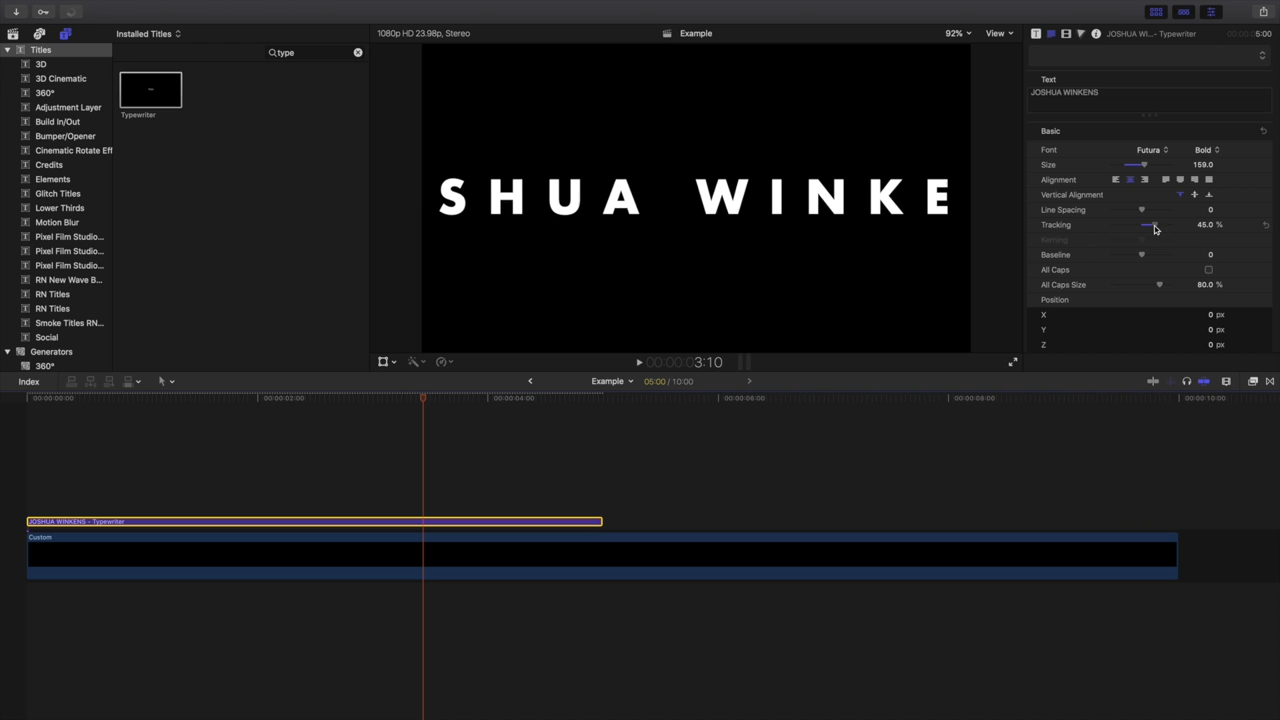 Installed Titles
type
1080p HD 23.98p, Stereo
Example
92%
View
JOSHUA WI...- Typewriter
5:00
Titles
3D
3D Cinematic
360°
Adjustment Layer
Build In/Out
Bumper/Opener
Cinematic Rotate Eff
Credits
Elements
Glitch Titles
Lower Thirds
Motion Blur
Pixel Film Studio...
Pixel Film Studio...
Pixel Film Studio...
RN New Wave B...
RN Titles
RN Titles
Smoke Titles RN...
Social
Generators
360°
Typewriter
SHUA WINKE
Text
JOSHUA WINKENS
Basic
Font Futura Bold
Size 159.0
Alignment
Vertical Alignment
Line Spacing 0
Tracking 45.0 %
Kerning
Baseline 0
All Caps
All Caps Size 80.0 %
Position
X 0 px
Y 0 px
Z 0 px
00:00:00:03:10
Index
Example
05:00 / 10:00
00:00:00:00
00:00:02:00
00:00:04:00
00:00:06:00
00:00:08:00
00:00:10:00
JOSHUA WINKENS - Typewriter
Custom